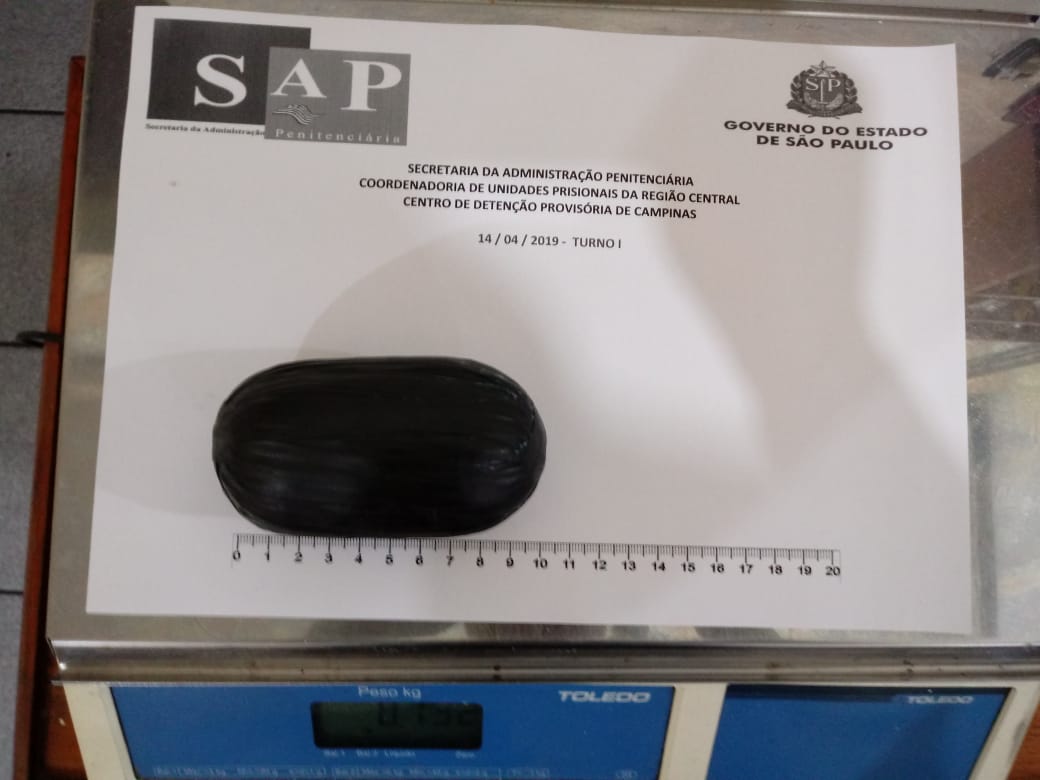 SAP
Secretaria da Administração
Penitenciária
GOVERNO DO ESTADO
DE SÃO PAULO
SECRETARIA DA ADMINISTRAÇÃO PENITENCIÁRIA
COORDENADORIA DE UNIDADES PRISIONAIS DA REGIÃO CENTRAL
CENTRO DE DETENÇÃO PROVISÓRIA DE CAMPINAS
14 / 04 / 2019 - TURNO I
0 1 2 3 4 5 6 7 8 9 10 11 12 13 14 15 16 17 18 19 20
Peso kg
TOLEDO
TOLEDO